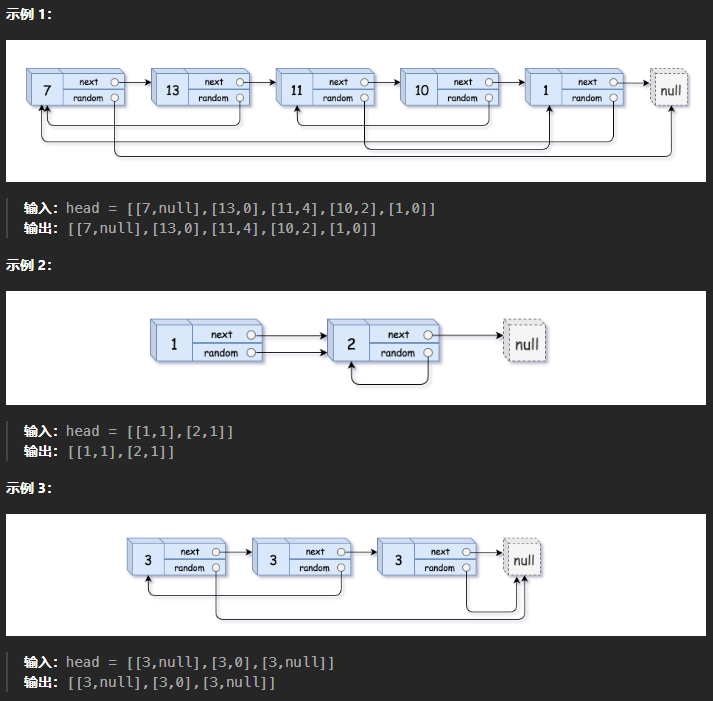 示例 1：
7 next random 13 next random 11 next random 10 next random 1 next random null
输入：head = [[7,null],[13,0],[11,4],[10,2],[1,0]]
输出：[[7,null],[13,0],[11,4],[10,2],[1,0]]
示例 2：
1 next random 2 next random null
输入：head = [[1,1],[2,1]]
输出：[[1,1],[2,1]]
示例 3：
3 next random 3 next random 3 next random null
输入：head = [[3,null],[3,0],[3,null]]
输出：[[3,null],[3,0],[3,null]]